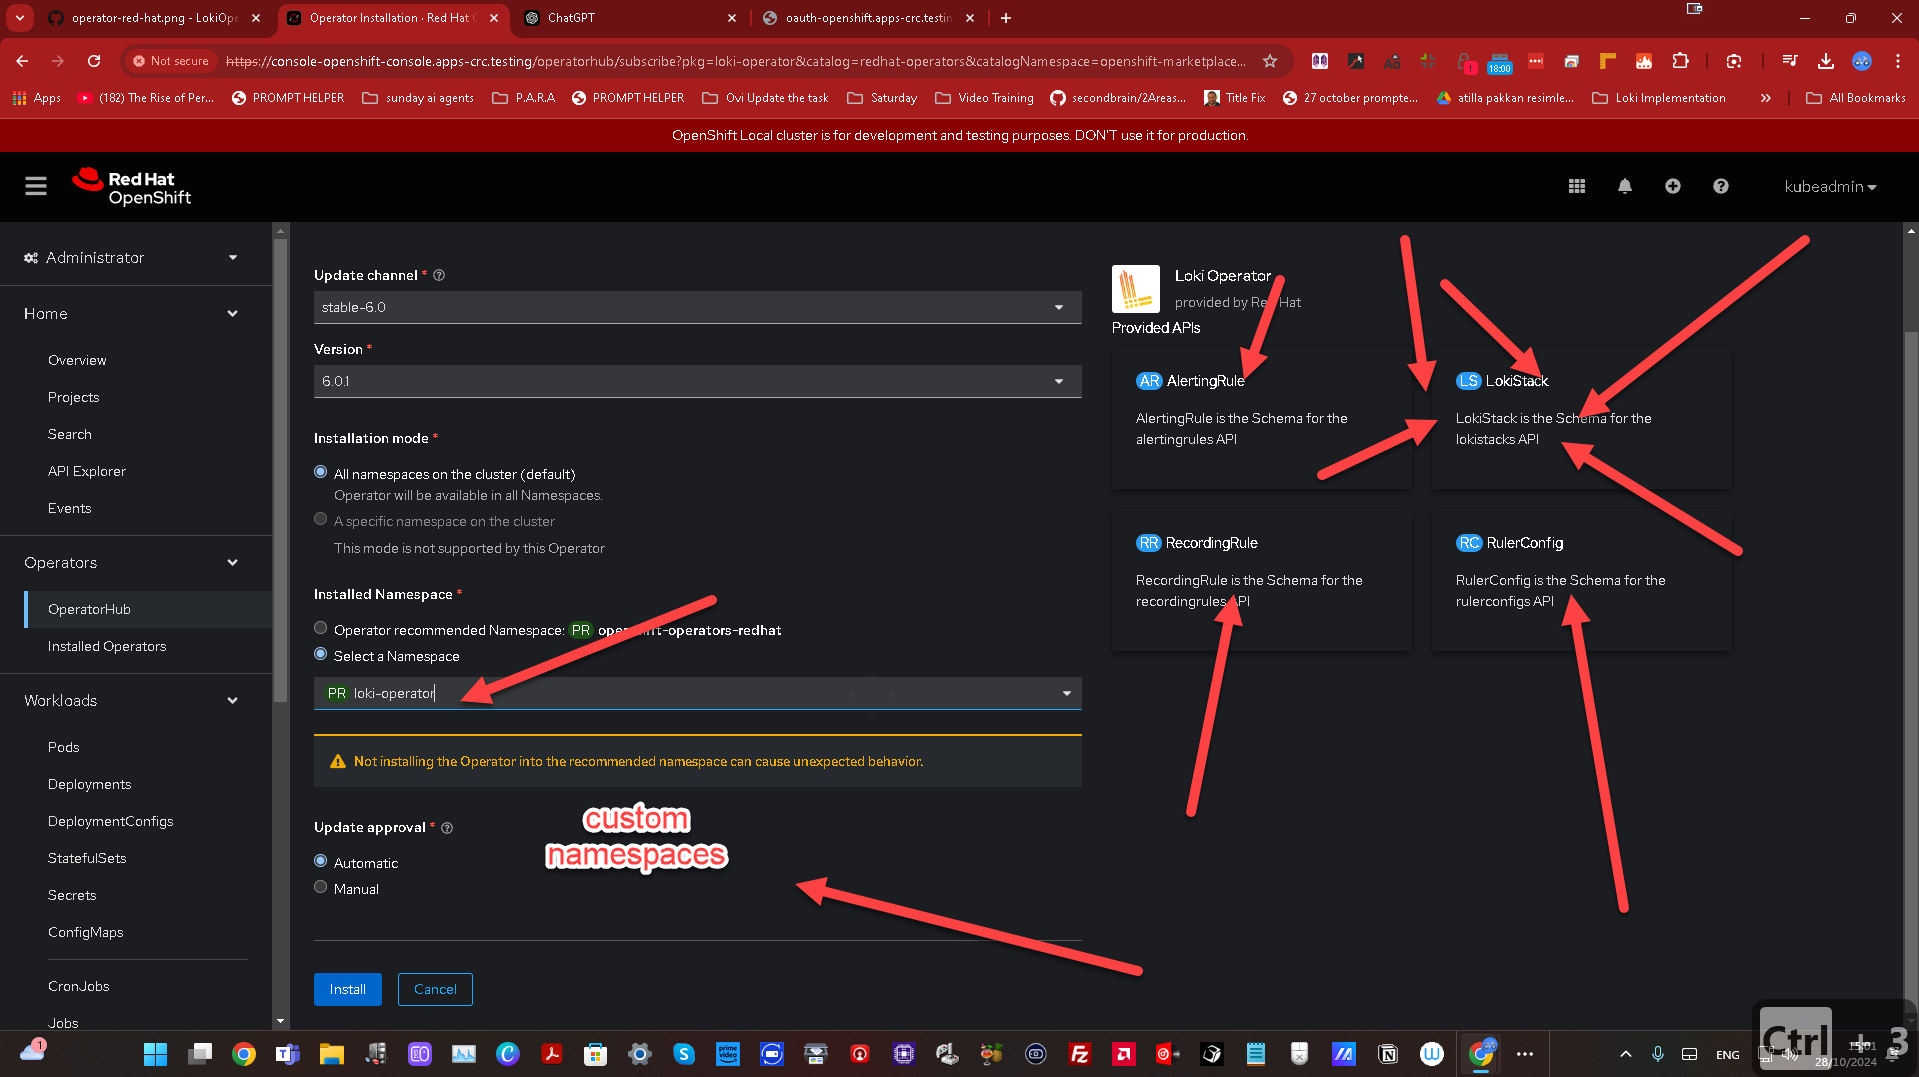 operator-red-hat.png - LokiOpe
Operator Installation · Red Hat O
ChatGPT
oauth-openshift.apps-crc.testin
Not secure
https://console-openshift-console.apps-crc.testing/operatorhub/subscribe?pkg=loki-operator&catalog=redhat-operators&catalogNamespace=openshift-marketplace...
18:00
Apps
(182) The Rise of Per...
PROMPT HELPER
sunday ai agents
P.A.R.A
PROMPT HELPER
Ovi Update the task
Saturday
Video Training
secondbrain/2Areas...
Title Fix
27 october prompte...
atilla pakkan resimle...
Loki Implementation
All Bookmarks
OpenShift Local cluster is for development and testing purposes. DON'T use it for production.
Red Hat
OpenShift
kubeadmin
Administrator
Home
Overview
Projects
Search
API Explorer
Events
Operators
OperatorHub
Installed Operators
Workloads
Pods
Deployments
DeploymentConfigs
StatefulSets
Secrets
ConfigMaps
CronJobs
Jobs
Update channel *
stable-6.0
Version *
6.0.1
Installation mode *
All namespaces on the cluster (default)
Operator will be available in all Namespaces.
A specific namespace on the cluster
This mode is not supported by this Operator
Installed Namespace *
Operator recommended Namespace: PR openshift-operators-redhat
Select a Namespace
PR loki-operator
Not installing the Operator into the recommended namespace can cause unexpected behavior.
Update approval *
custom
namespaces
Automatic
Manual
Install
Cancel
Loki Operator
provided by Red Hat
Provided APIs
AR AlertingRule
AlertingRule is the Schema for the
alertingrules API
LS LokiStack
LokiStack is the Schema for the
lokistacks API
RR RecordingRule
RecordingRule is the Schema for the
recordingrules API
RC RulerConfig
RulerConfig is the Schema for the
rulerconfigs API
Ctrl + 3
ENG
15:01
28/10/2024